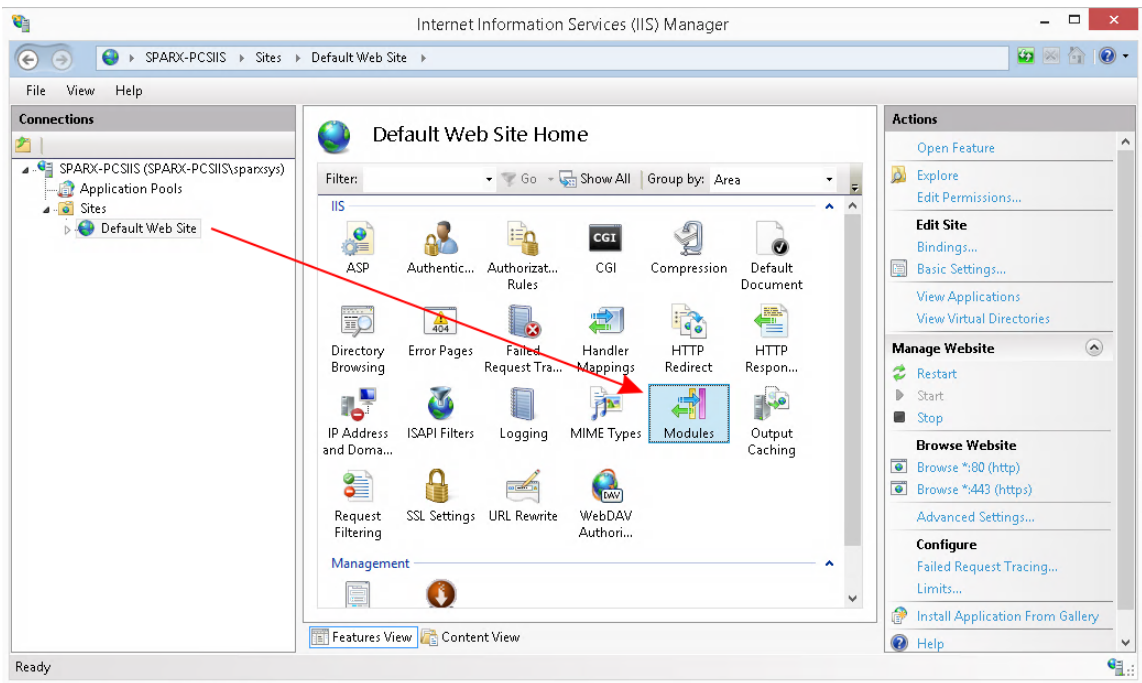 Internet Information Services (IIS) Manager
SPARX-PCSIIS Sites Default Web Site
File View Help
Connections
SPARX-PCSIIS (SPARX-PCSIIS\sparxsys)
Application Pools
Sites
Default Web Site
Default Web Site Home
Filter: Go Show All Group by: Area
IIS
ASP
Authentic...
Authorizat...
Rules
CGI
Compression
Default
Document
Directory
Browsing
404
Error Pages
Failed
Request Tra...
Handler
Mappings
HTTP
Redirect
HTTP
Respon...
IP Address
and Doma...
ISAPI Filters
Logging
MIME Types
Modules
Output
Caching
Request
Filtering
SSL Settings
URL Rewrite
DAV
WebDAV
Authori...
Management
Features View Content View
Actions
Open Feature
Explore
Edit Permissions...
Edit Site
Bindings...
Basic Settings...
View Applications
View Virtual Directories
Manage Website
Restart
Start
Stop
Browse Website
Browse *:80 (http)
Browse *:443 (https)
Advanced Settings...
Configure
Failed Request Tracing...
Limits...
Install Application From Gallery
Help
Ready